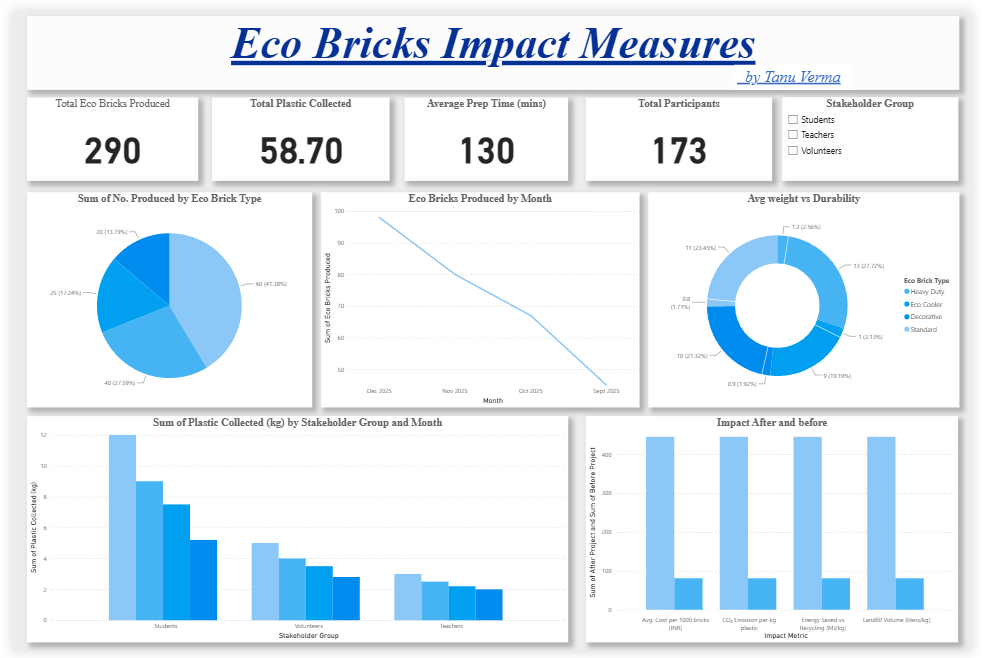 Eco Bricks Impact Measures
by Tanu Verma
Total Eco Bricks Produced
290
Total Plastic Collected
58.70
Average Prep Time (mins)
130
Total Participants
173
Stakeholder Group
Students
Teachers
Volunteers
Sum of No. Produced by Eco Brick Type
20 (13.79%)
25 (17.24%)
60 (41.38%)
40 (27.59%)
Eco Bricks Produced by Month
Sum of Eco Bricks Produced
100
90
80
70
60
50
Dec 2025
Nov 2025
Oct 2025
Sept 2025
Month
Avg weight vs Durability
1.2 (2.56%)
11 (23.45%)
13 (27.72%)
0.8
(1.71%)
1 (2.13%)
10 (21.32%)
9 (19.19%)
0.9 (1.92%)
Eco Brick Type
Heavy Duty
Eco Cooler
Decorative
Standard
Sum of Plastic Collected (kg) by Stakeholder Group and Month
Sum of Plastic Collected (kg)
12
10
8
6
4
2
0
Students
Volunteers
Teachers
Stakeholder Group
Impact After and before
Sum of After Project and Sum of Before Project
400
300
200
100
0
Avg. Cost per 1000 bricks
(INR)
CO₂ Emission per kg
plastic
Energy Saved vs
Recycling (MJ/kg)
Landfill Volume (liters/kg)
Impact Metric